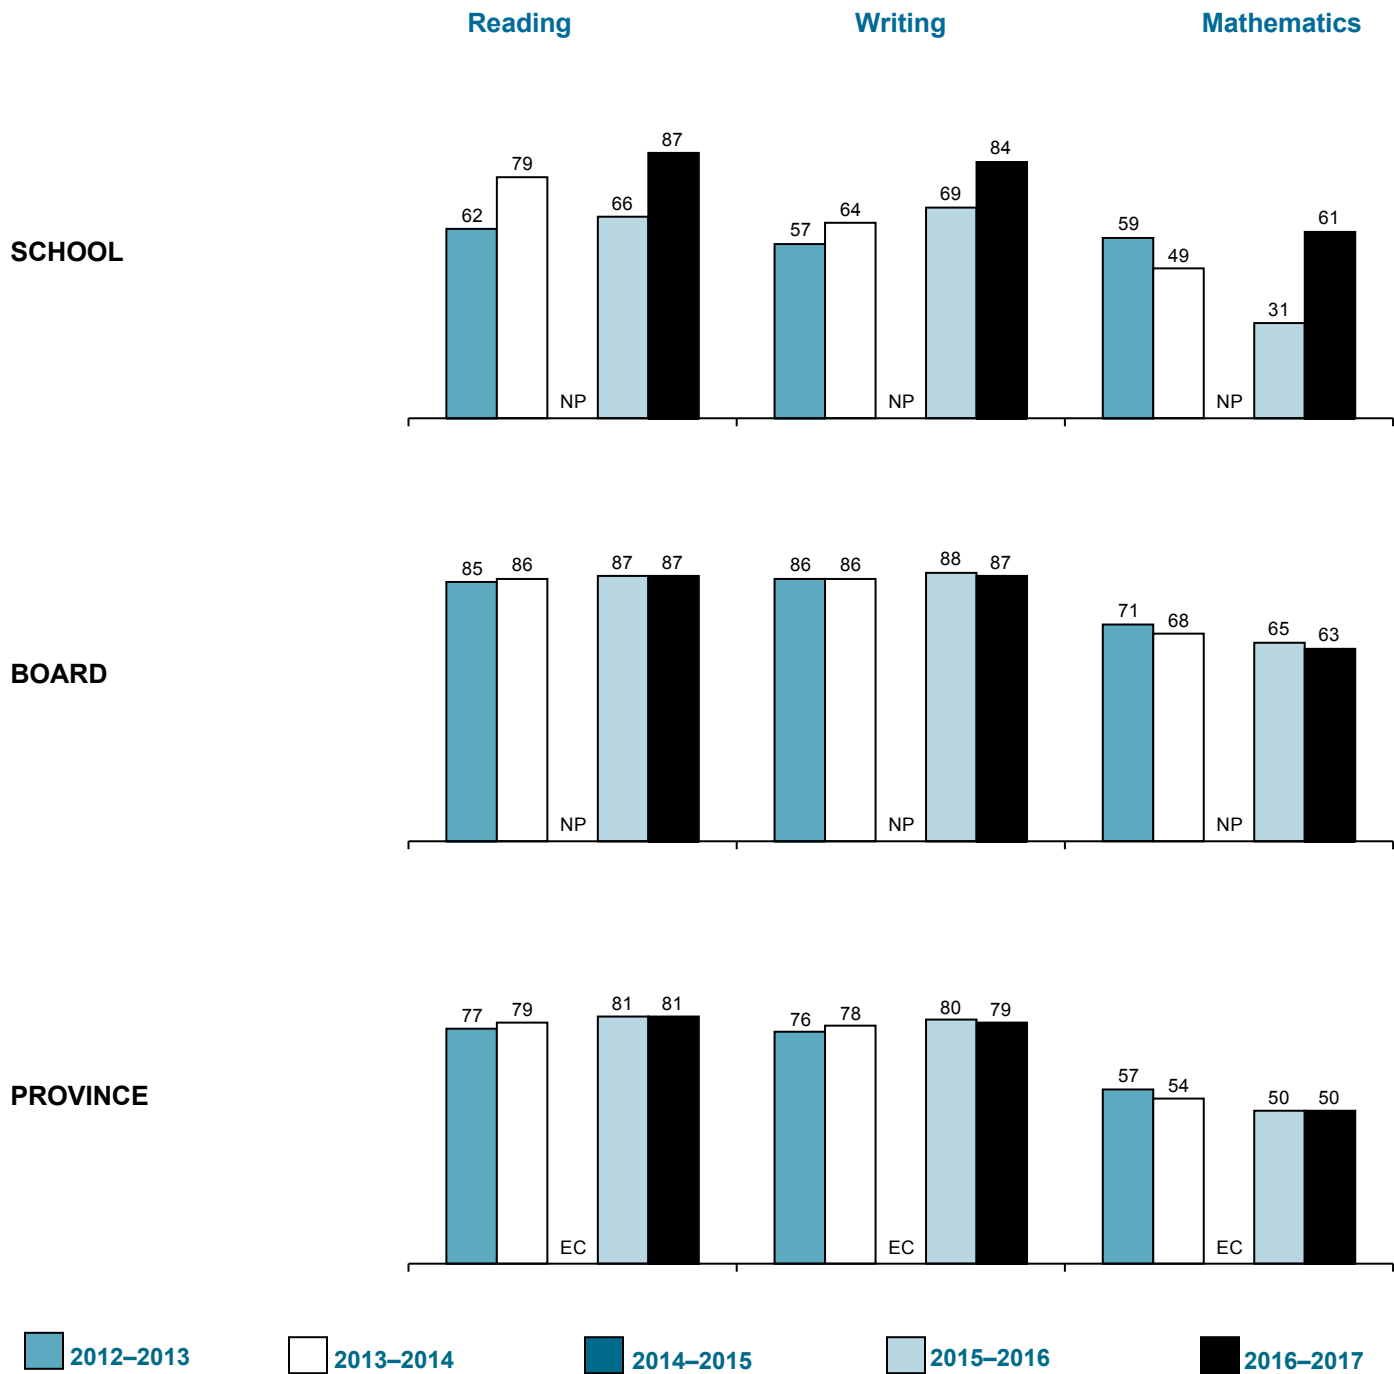 Reading Writing Mathematics
SCHOOL
62 79 NP 66 87 57 64 NP 69 84 59 49 NP 31 61
BOARD
85 86 NP 87 87 86 86 NP 88 87 71 68 NP 65 63
PROVINCE
77 79 EC 81 81 76 78 EC 80 79 57 54 EC 50 50
2012–2013 2013–2014 2014–2015 2015–2016 2016–2017